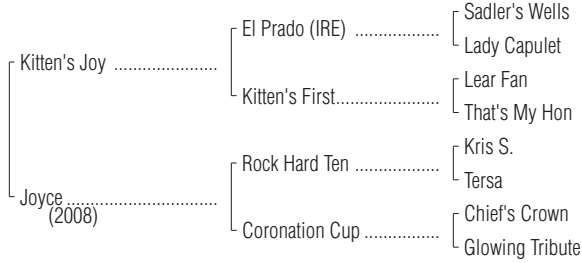 Sadler's Wells
El Prado (IRE) ..................
Lady Capulet
Kitten's Joy ......................
Lear Fan
Kitten's First......................
That's My Hon
Kris S.
Rock Hard Ten ..................
Tersa
Joyce ................................
(2008)
Chief's Crown
Coronation Cup ................
Glowing Tribute